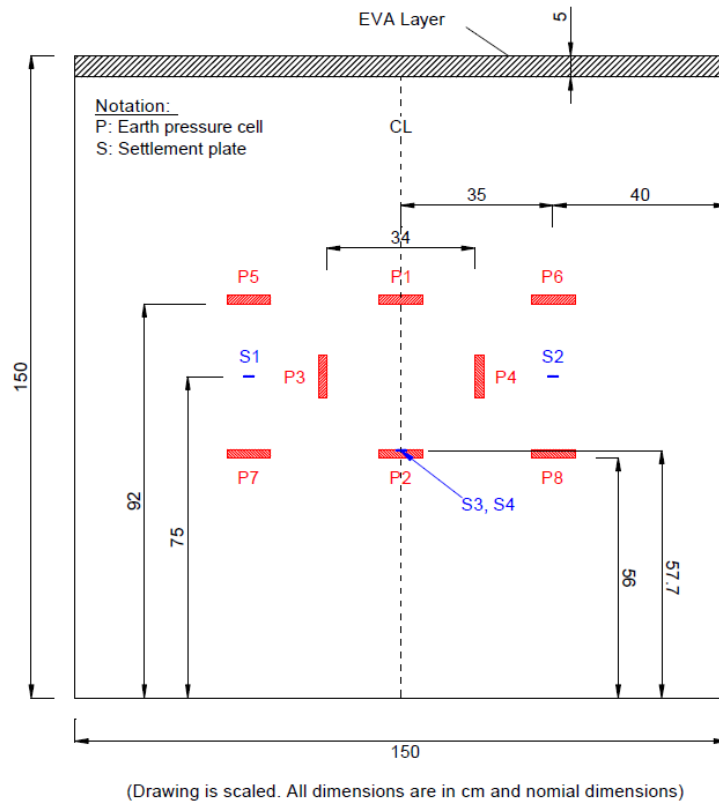 EVA Layer
5
Notation:
P: Earth pressure cell
S: Settlement plate
CL
35
40
34
P5
P1
P6
S1
S2
P3
P4
150
P7
P2
P8
S3, S4
92
75
56
57.7
150
(Drawing is scaled. All dimensions are in cm and nomial dimensions)